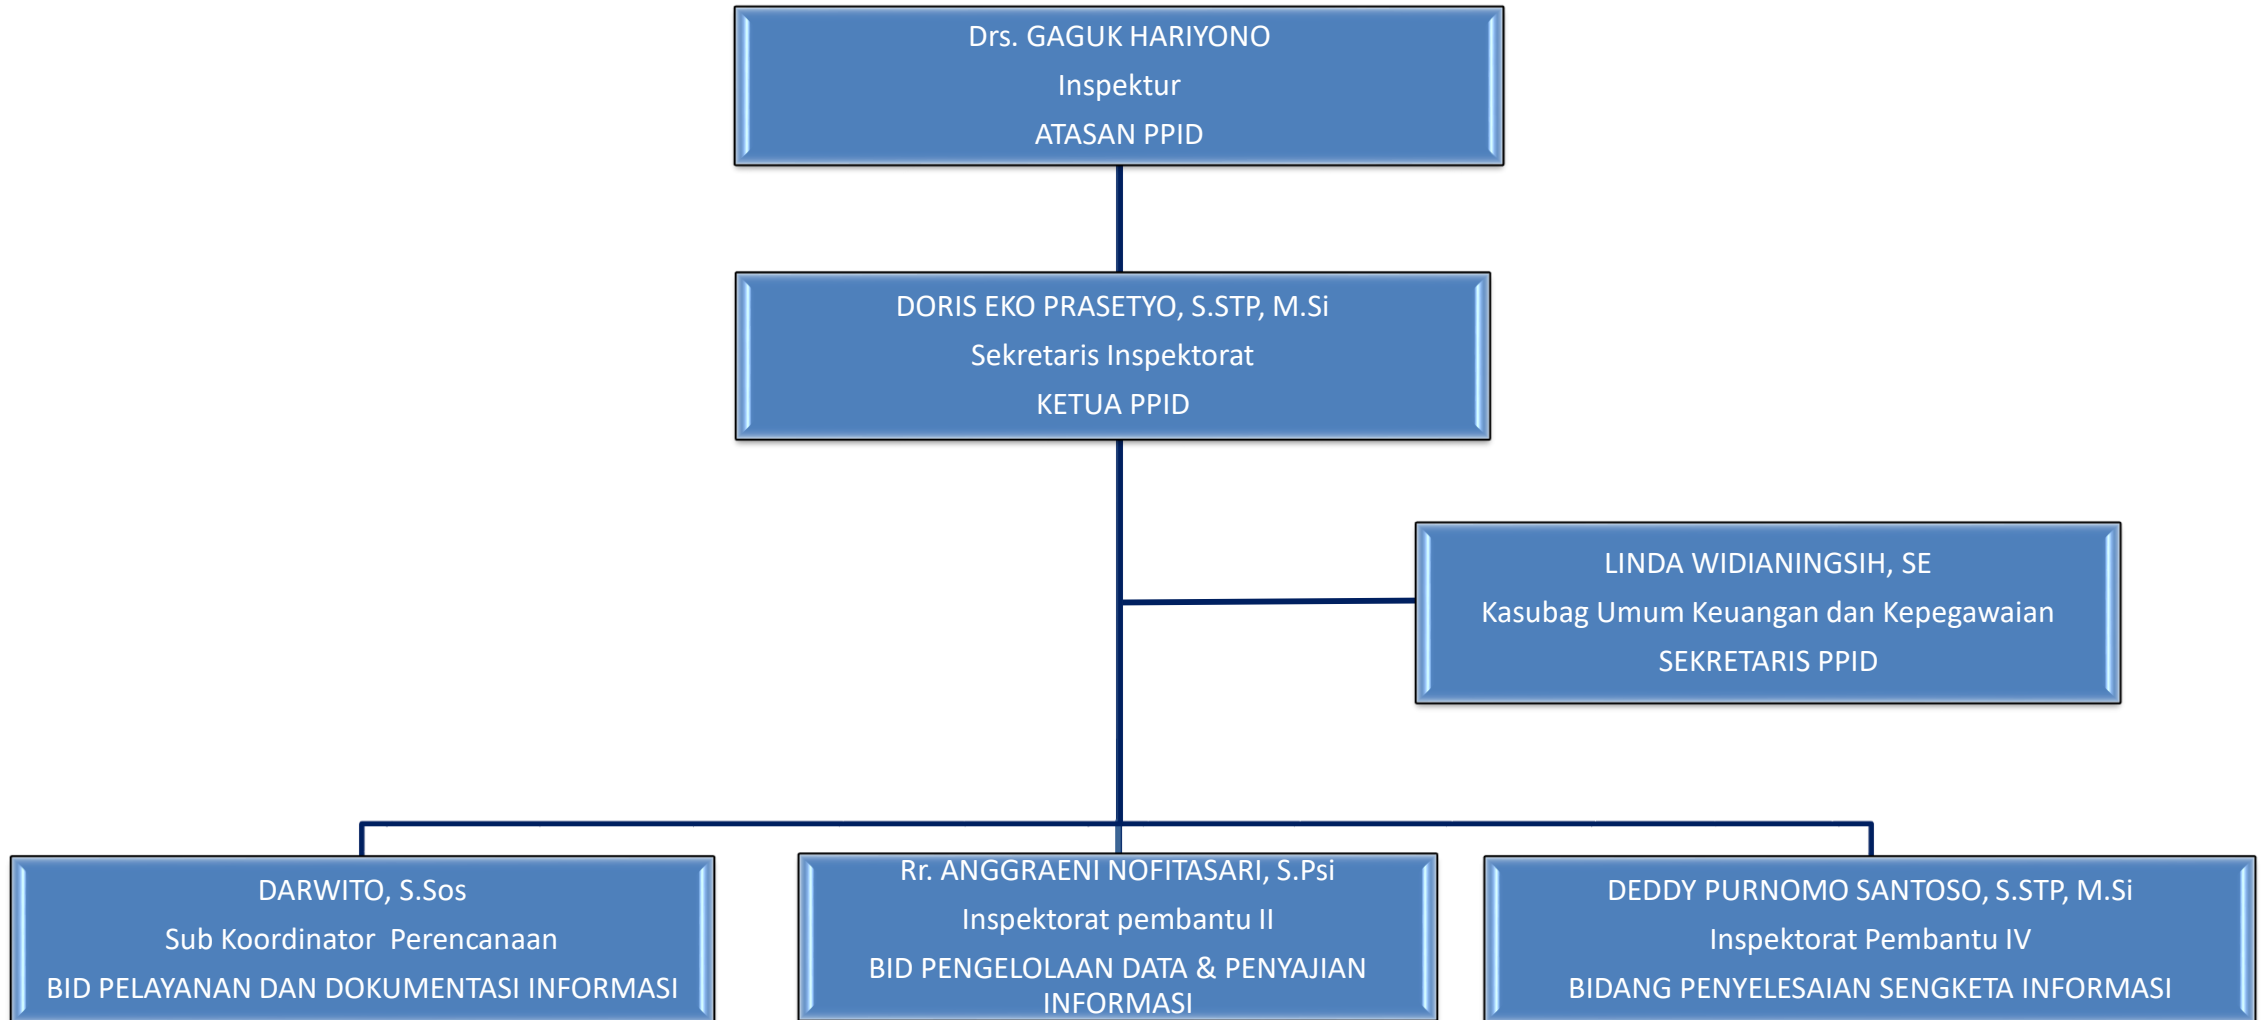 Drs. GAGUK HARIYONO
Inspektur
ATASAN PPID
DORIS EKO PRASETYO, S.STP, M.Si
Sekretaris Inspektorat
KETUA PPID
LINDA WIDIANINGSIH, SE
Kasubag Umum Keuangan dan Kepegawaian
SEKRETARIS PPID
DARWITO, S.Sos
Sub Koordinator Perencanaan
BID PELAYANAN DAN DOKUMENTASI INFORMASI
Rr. ANGGRAENI NOFITASARI, S.Psi
Inspektorat pembantu II
BID PENGELOLAAN DATA & PENYAJIAN
INFORMASI
DEDDY PURNOMO SANTOSO, S.STP, M.Si
Inspektorat Pembantu IV
BIDANG PENYELESAIAN SENGKETA INFORMASI